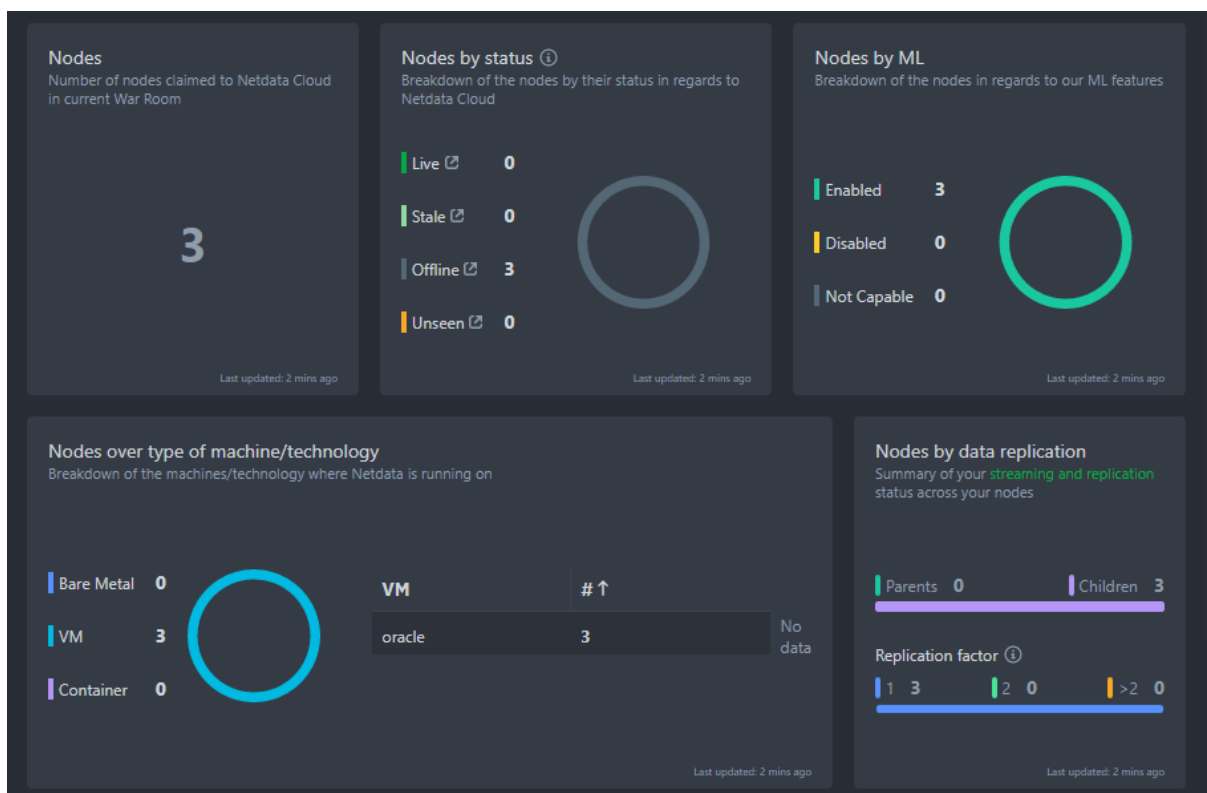 Nodes
Number of nodes claimed to Netdata Cloud
in current War Room
3
Last updated: 2 mins ago
Nodes by status
Breakdown of the nodes by their status in regards to
Netdata Cloud
Live 0
Stale 0
Offline 3
Unseen 0
Last updated: 2 mins ago
Nodes by ML
Breakdown of the nodes in regards to our ML features
Enabled 3
Disabled 0
Not Capable 0
Last updated: 2 mins ago
Nodes over type of machine/technology
Breakdown of the machines/technology where Netdata is running on
Bare Metal 0
VM 3
Container 0
VM # ↑
oracle 3
No
data
Last updated: 2 mins ago
Nodes by data replication
Summary of your streaming and replication
status across your nodes
Parents 0 Children 3
Replication factor
1 3 2 0 >2 0
Last updated: 2 mins ago